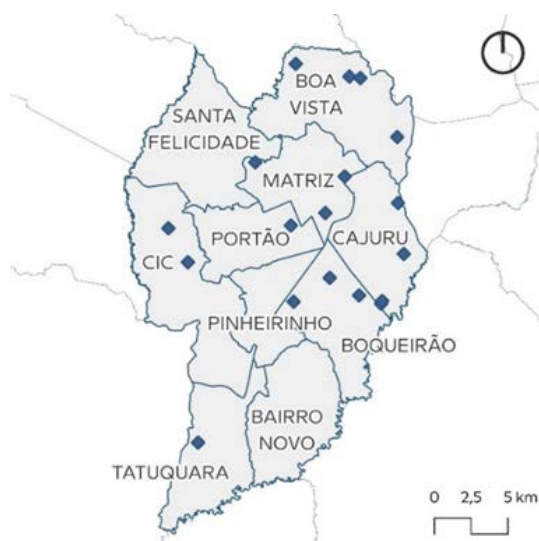 BOA
VISTA
SANTA
FELICIDADE
MATRIZ
PORTÃO
CAJURU
CIC
PINHEIRINHO
BOQUEIRÃO
BAIRRO
NOVO
TATUQUARA
0 2,5 5 km